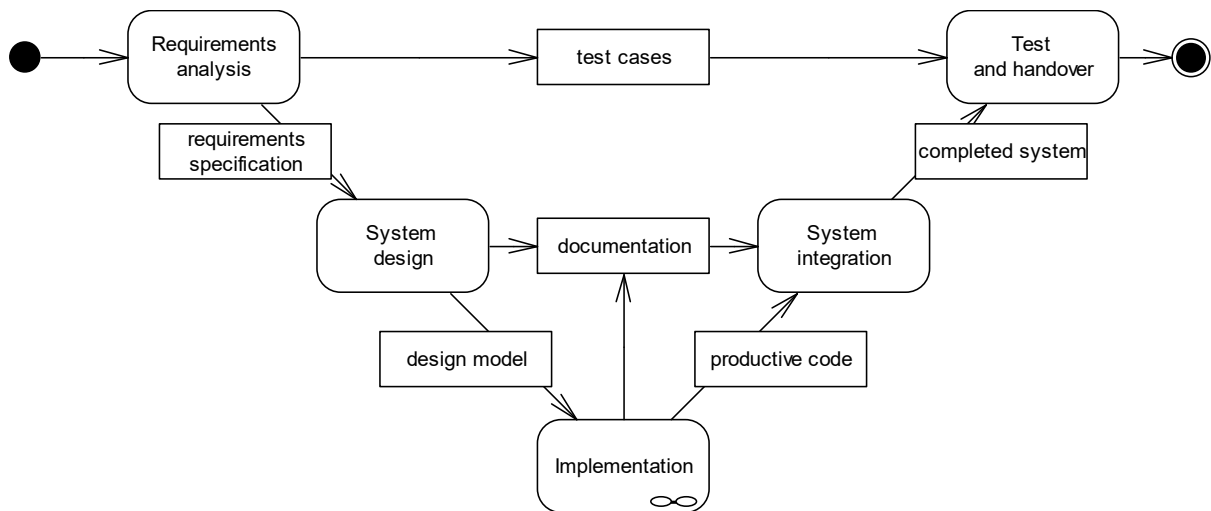 Requirements
analysis
test cases
Test
and handover
requirements
specification
completed system
System
design
documentation
System
integration
design model
productive code
Implementation